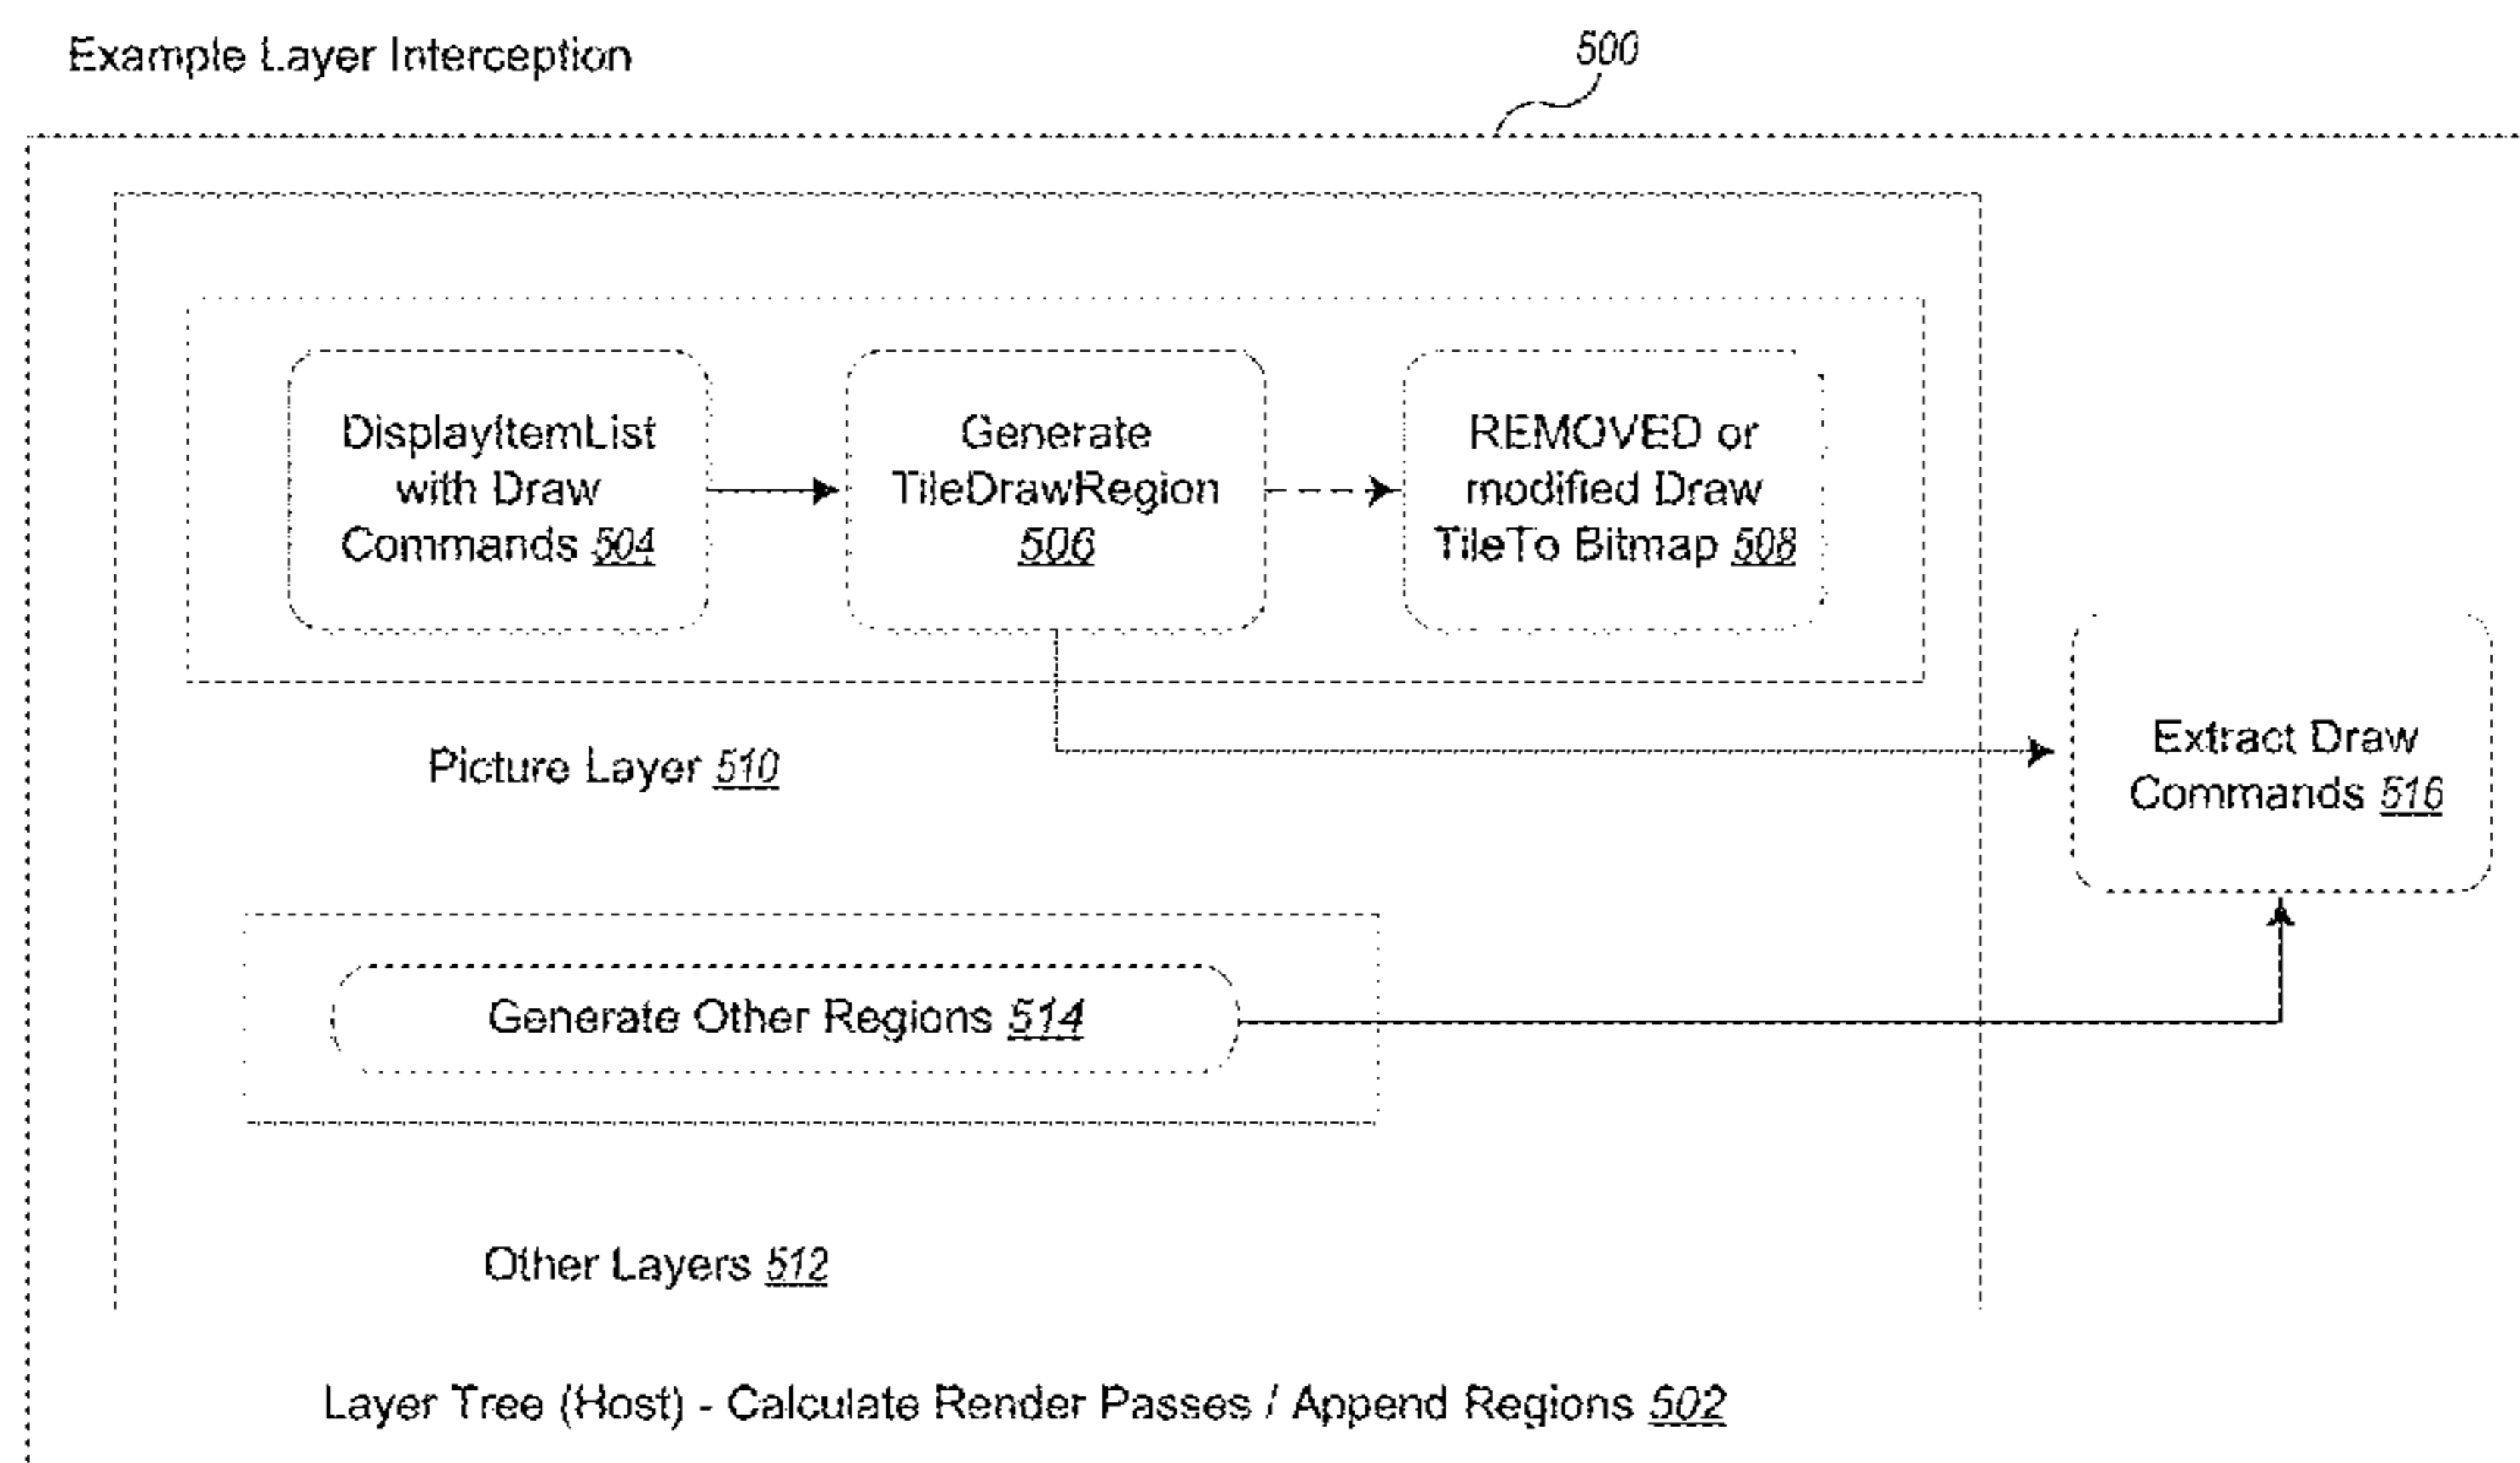 Example Layer Interception
500
DisplayItemList
with Draw
Commands 504
Generate
TileDrawRegion
506
REMOVED or
modified Draw
TileTo Bitmap 508
Picture Layer 510
Extract Draw
Commands 516
Generate Other Regions 514
Other Layers 512
Layer Tree (Host) - Calculate Render Passes / Append Regions 502